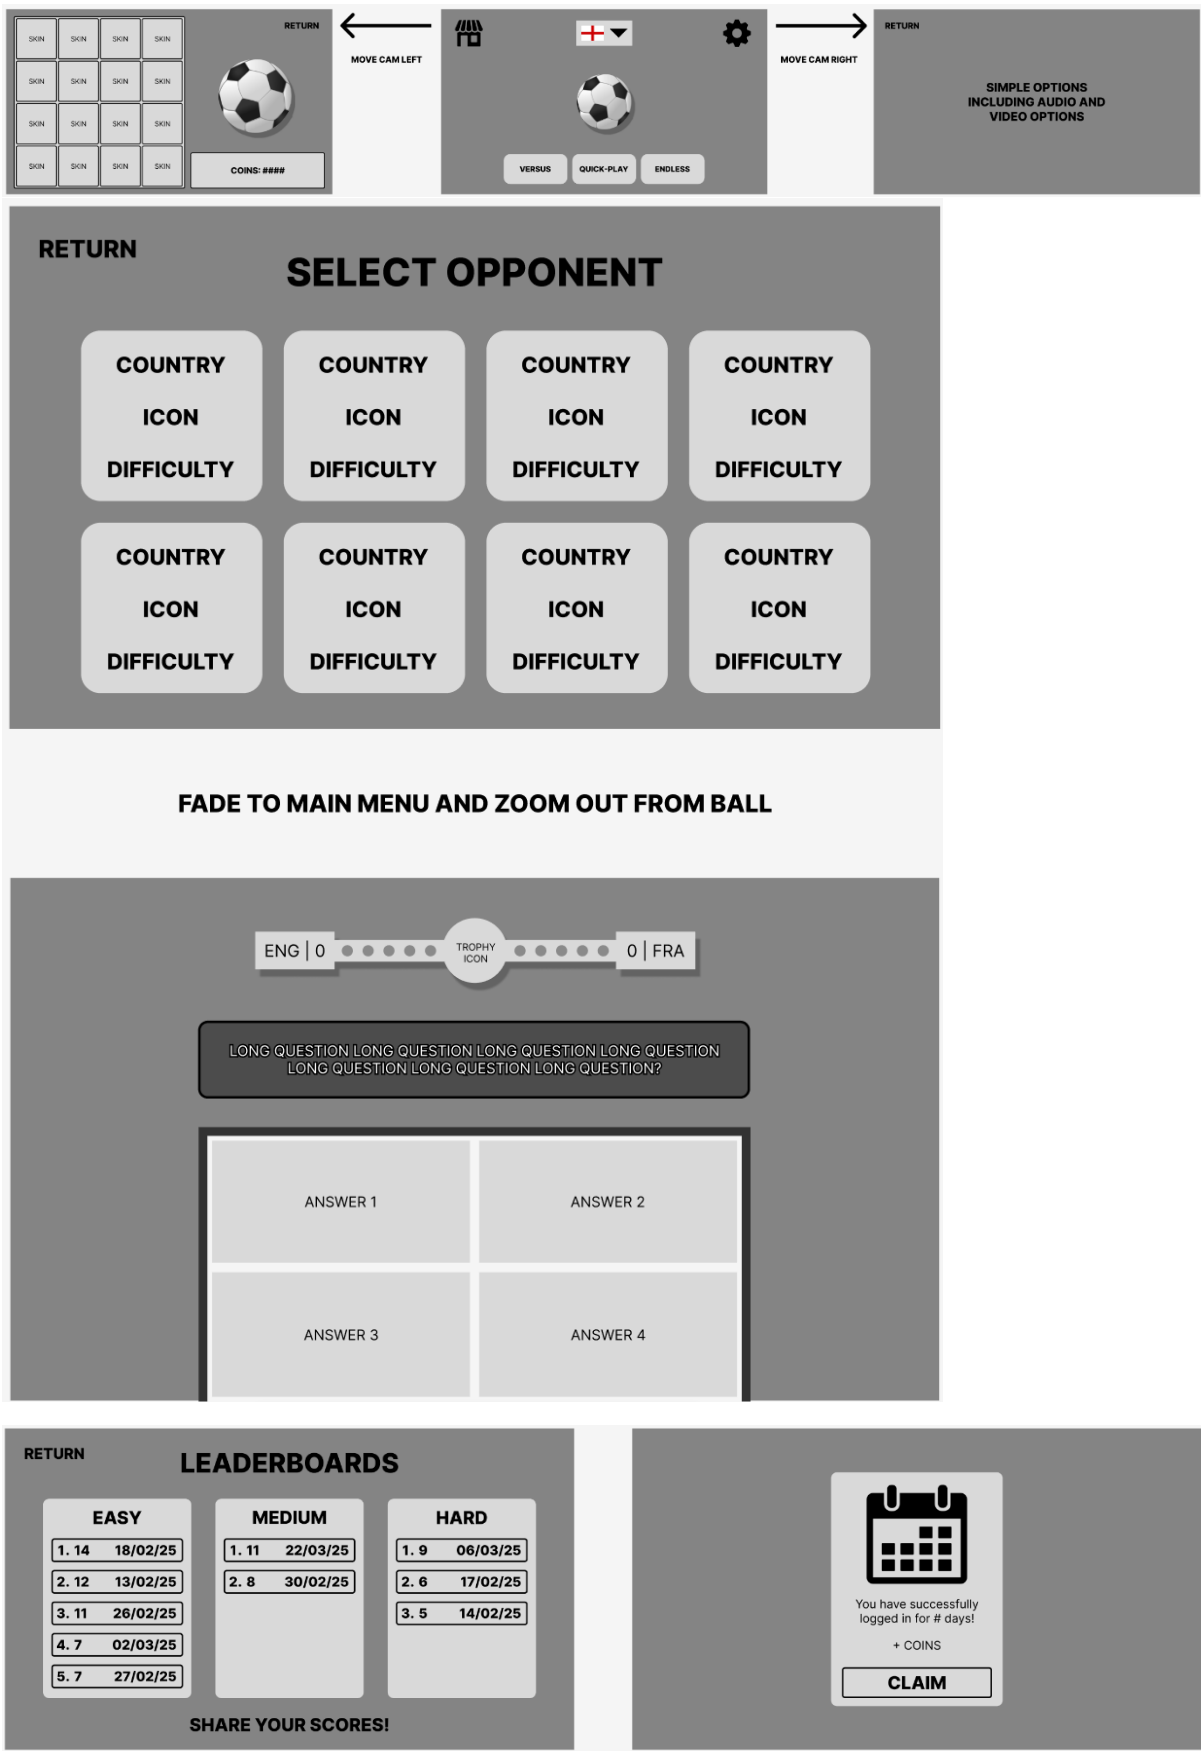 SKIN SKIN SKIN SKIN
SKIN SKIN SKIN SKIN
SKIN SKIN SKIN SKIN
SKIN SKIN SKIN SKIN
RETURN
COINS: ####
MOVE CAM LEFT
VERSUS
QUICK-PLAY
ENDLESS
MOVE CAM RIGHT
RETURN
SIMPLE OPTIONS
INCLUDING AUDIO AND
VIDEO OPTIONS
RETURN
SELECT OPPONENT
COUNTRY COUNTRY COUNTRY COUNTRY
ICON ICON ICON ICON
DIFFICULTY DIFFICULTY DIFFICULTY DIFFICULTY
COUNTRY COUNTRY COUNTRY COUNTRY
ICON ICON ICON ICON
DIFFICULTY DIFFICULTY DIFFICULTY DIFFICULTY
FADE TO MAIN MENU AND ZOOM OUT FROM BALL
ENG | 0
TROPHY
ICON
0 | FRA
LONG QUESTION LONG QUESTION LONG QUESTION LONG QUESTION
LONG QUESTION LONG QUESTION LONG QUESTION?
ANSWER 1
ANSWER 2
ANSWER 3
ANSWER 4
RETURN
LEADERBOARDS
EASY
1. 14 18/02/25
2. 12 13/02/25
3. 11 26/02/25
4. 7 02/03/25
5. 7 27/02/25
MEDIUM
1. 11 22/03/25
2. 8 30/02/25
HARD
1. 9 06/03/25
2. 6 17/02/25
3. 5 14/02/25
SHARE YOUR SCORES!
You have successfully
logged in for # days!
+ COINS
CLAIM